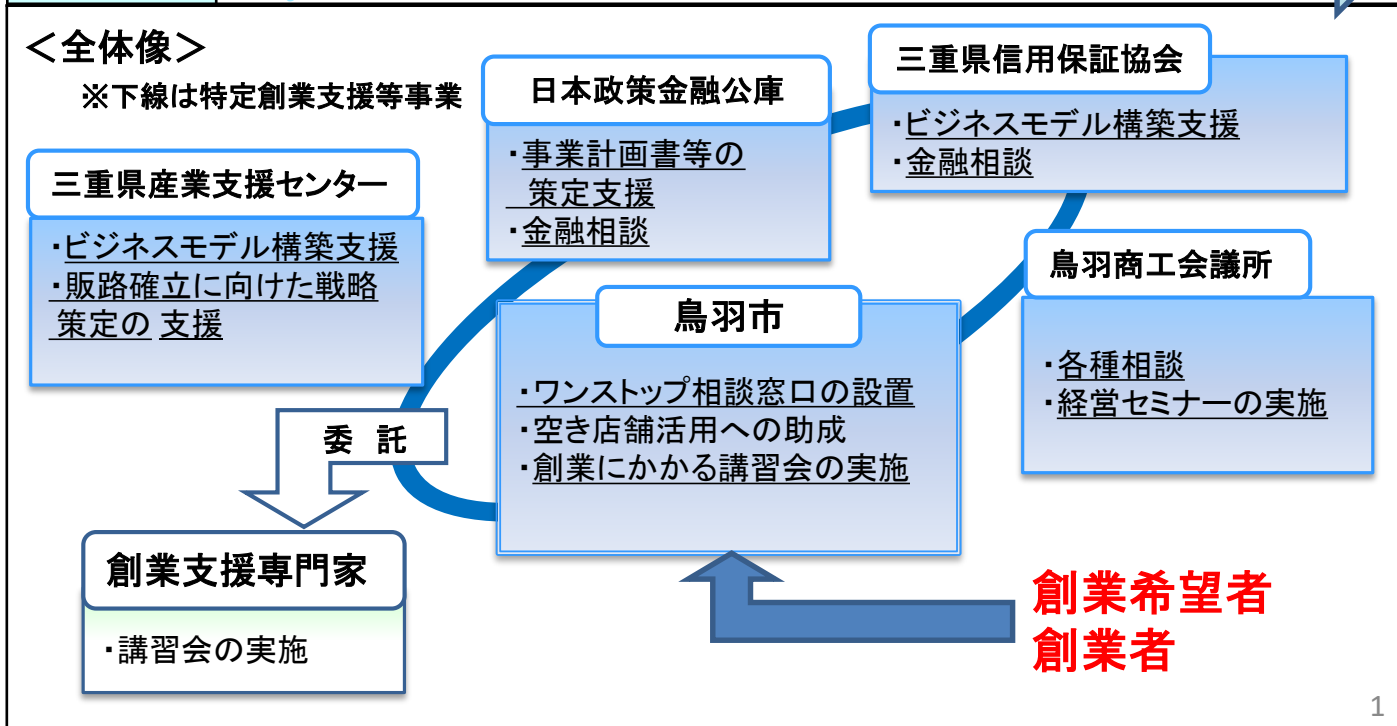 <全体像>
※下線は特定創業支援等事業
三重県産業支援センター
・ビジネスモデル構築支援
・販路確立に向けた戦略
策定の 支援
日本政策金融公庫
・事業計画書等の
策定支援
・金融相談
三重県信用保証協会
・ビジネスモデル構築支援
・金融相談
鳥羽商工会議所
・各種相談
・経営セミナーの実施
鳥羽市
・ワンストップ相談窓口の設置
・空き店舗活用への助成
・創業にかかる講習会の実施
委 託
創業支援専門家
・講習会の実施
創業希望者
創業者
1